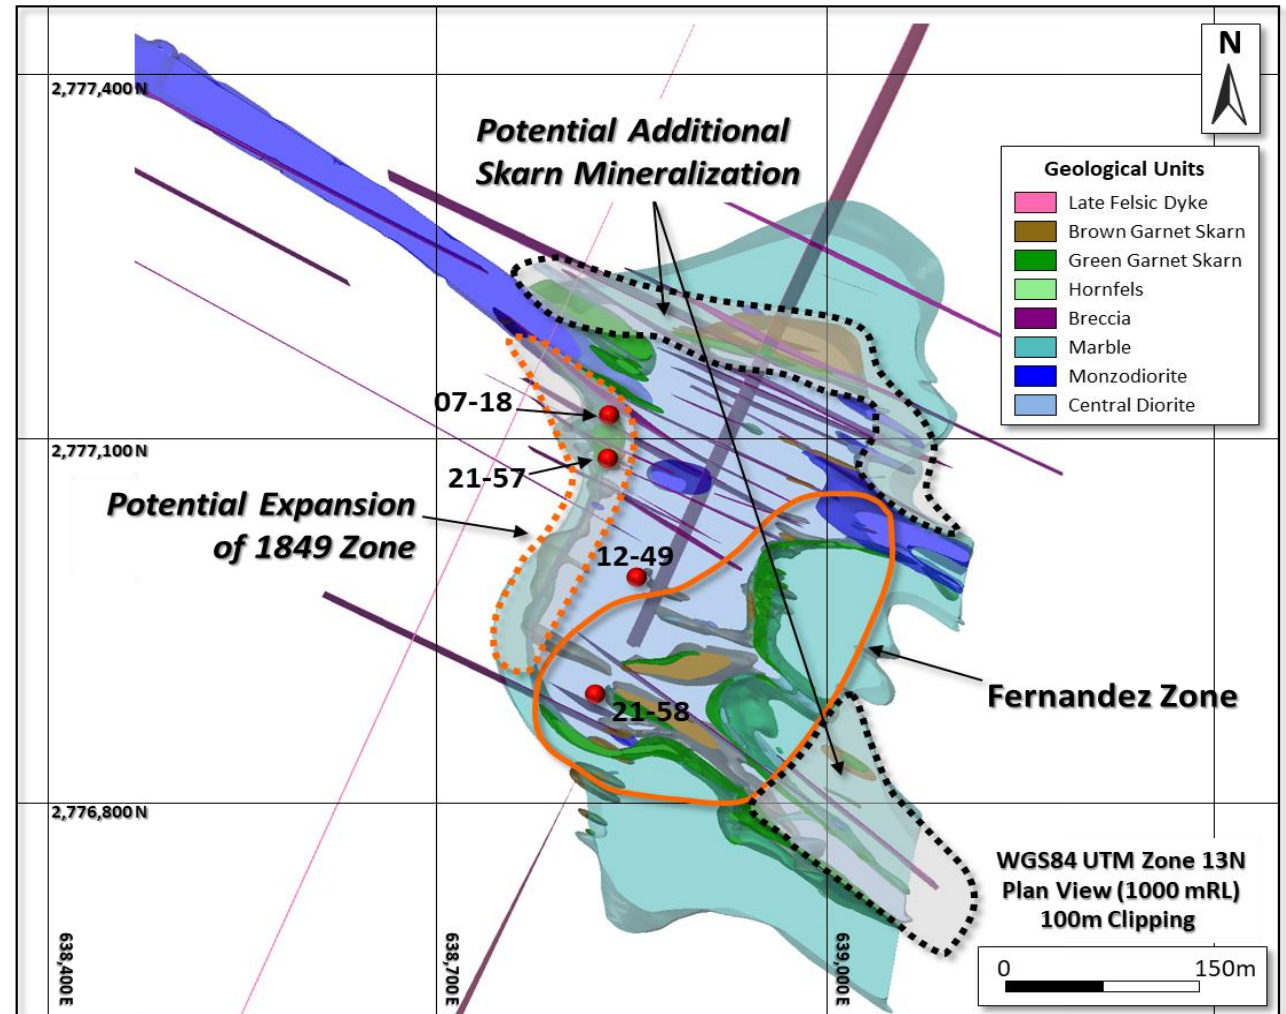 N
2,777,400N
Potential Additional
Skarn Mineralization
Geological Units
Late Felsic Dyke
Brown Garnet Skarn
Green Garnet Skarn
Hornfels
Breccia
Marble
Monzodiorite
Central Diorite
07-18
2,777,100N
21-57
Potential Expansion
of 1849 Zone
12-49
Fernandez Zone
21-58
2,776,800N
WGS84 UTM Zone 13N
Plan View (1000 mRL)
100m Clipping
638,400E
638,700E
639,000E
0 150m